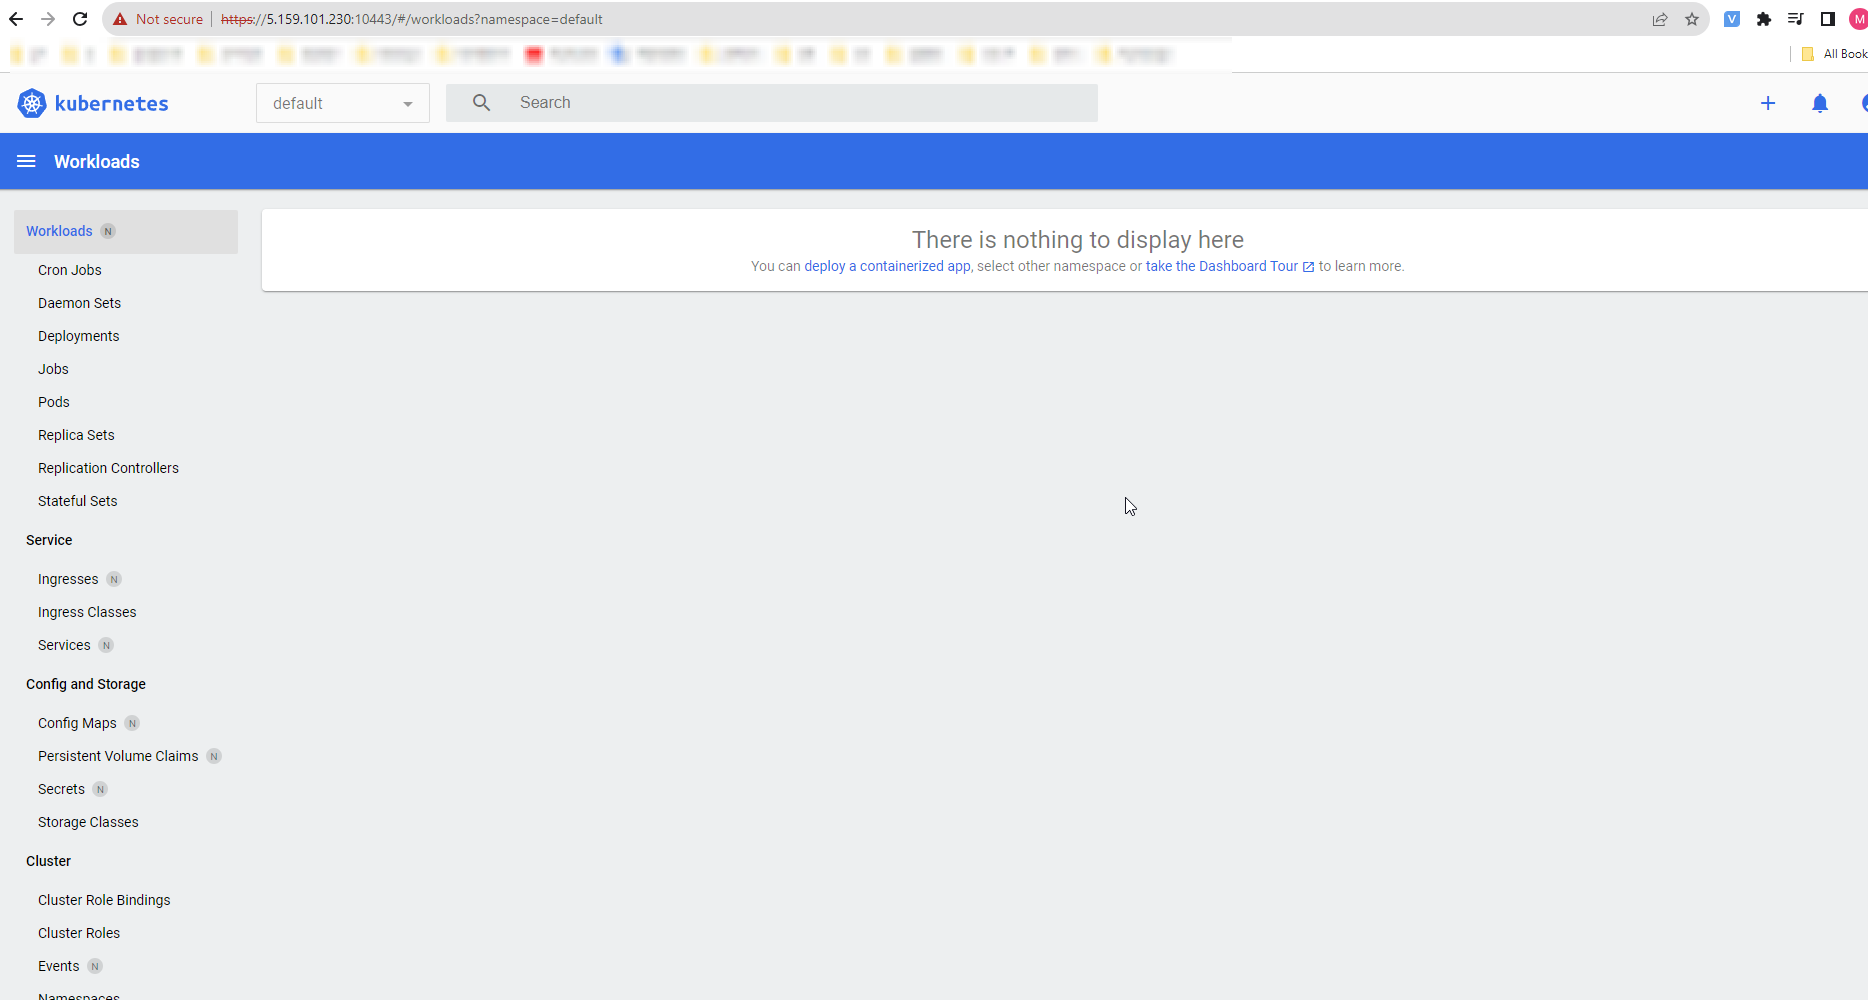 Not secure https://5.159.101.230:10443/#/workloads?namespace=default
V
M
All Book
kubernetes
default
Search
Workloads
Workloads N
Cron Jobs
Daemon Sets
Deployments
Jobs
Pods
Replica Sets
Replication Controllers
Stateful Sets
Service
Ingresses N
Ingress Classes
Services N
Config and Storage
Config Maps N
Persistent Volume Claims N
Secrets N
Storage Classes
Cluster
Cluster Role Bindings
Cluster Roles
Events N
Namespaces
There is nothing to display here
You can deploy a containerized app, select other namespace or take the Dashboard Tour to learn more.